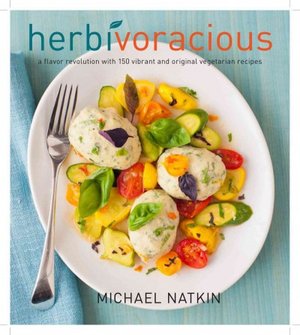 herbivoracious
a flavor revolution with 150 vibrant and original vegetarian recipes
MICHAEL NATKIN